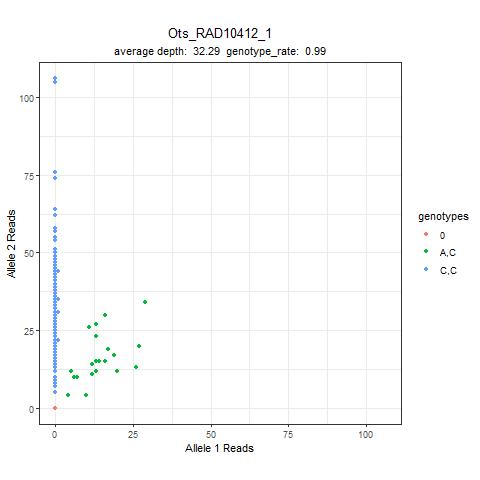 Ots_RAD10412_1
average depth: 32.29 genotype_rate: 0.99
100
75
50
25
0
Allele 2 Reads
0 25 50 75 100
Allele 1 Reads
genotypes
0
A,C
C,C